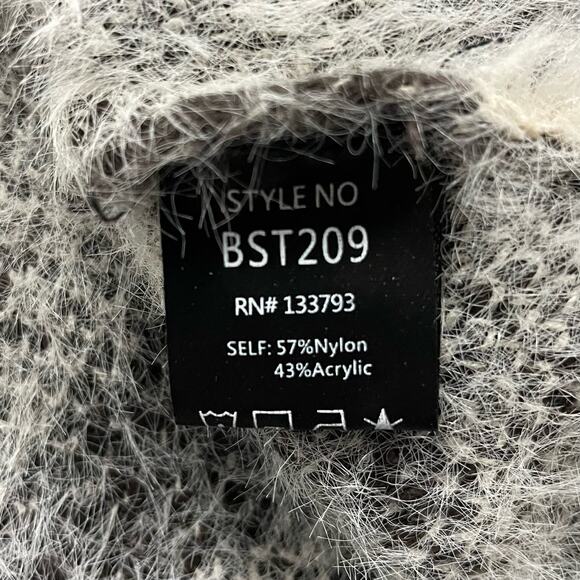 STYLE NO
BST209
RN# 133793
SELF: 57%Nylon
43%Acrylic